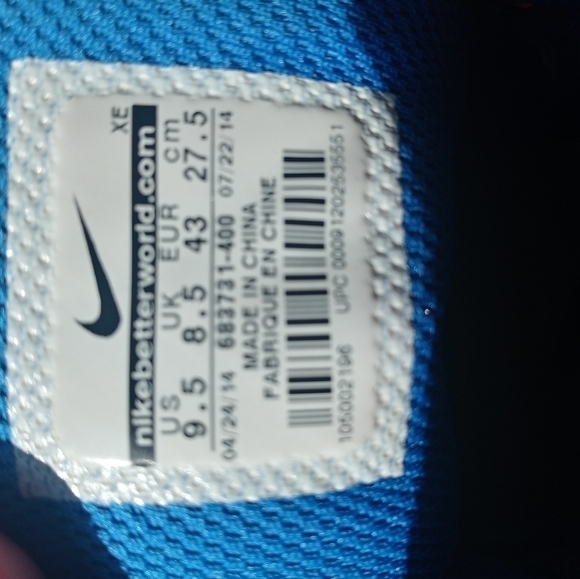 XE
nikebetterworld.com
US UK EUR cm
9.5 8.5 43 27.5
04/24/14 683731-400 07/22/14
MADE IN CHINA
FABRIQUE EN CHINE
105002196 UPC 00091202535551